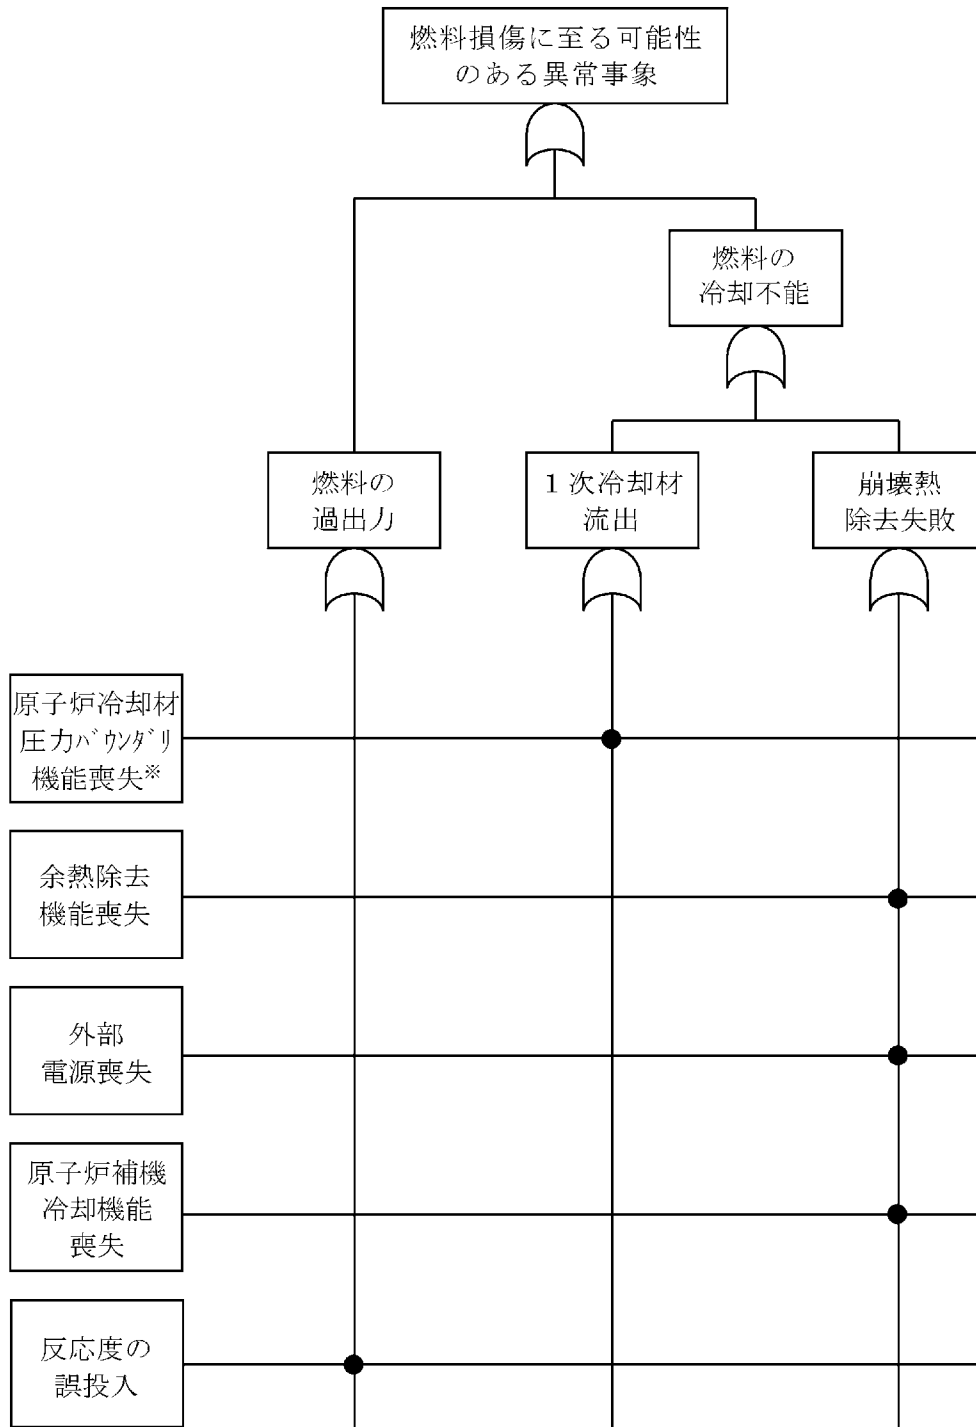 燃料損傷に至る可能性
のある異常事象
燃料の
冷却不能
燃料の
過出力
1次冷却材
流出
崩壊熱
除去失敗
原子炉冷却材
圧力ﾊﾞｳﾝﾀﾞﾘ
機能喪失※
余熱除去
機能喪失
外部
電源喪失
原子炉補機
冷却機能
喪失
反応度の
誤投入